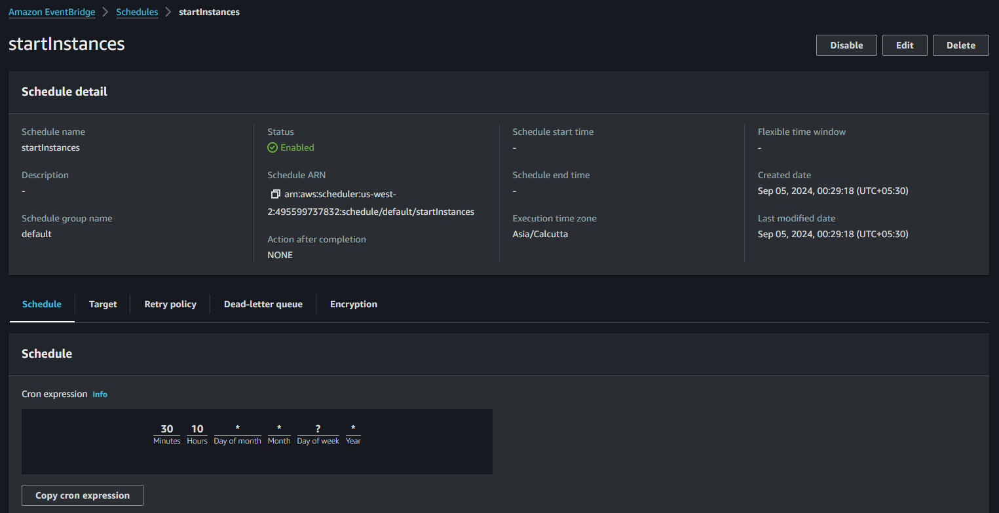 Amazon EventBridge > Schedules > startInstances
startInstances
Disable Edit Delete
Schedule detail
Schedule name
startInstances
Description
-
Schedule group name
default
Status
Enabled
Schedule ARN
arn:aws:scheduler:us-west-
2:495599737832:schedule/default/startInstances
Action after completion
NONE
Schedule start time
-
Schedule end time
-
Execution time zone
Asia/Calcutta
Flexible time window
-
Created date
Sep 05, 2024, 00:29:18 (UTC+05:30)
Last modified date
Sep 05, 2024, 00:29:18 (UTC+05:30)
Schedule Target Retry policy Dead-letter queue Encryption
Schedule
Cron expression Info
30 10 * * ? *
Minutes Hours Day of month Month Day of week Year
Copy cron expression